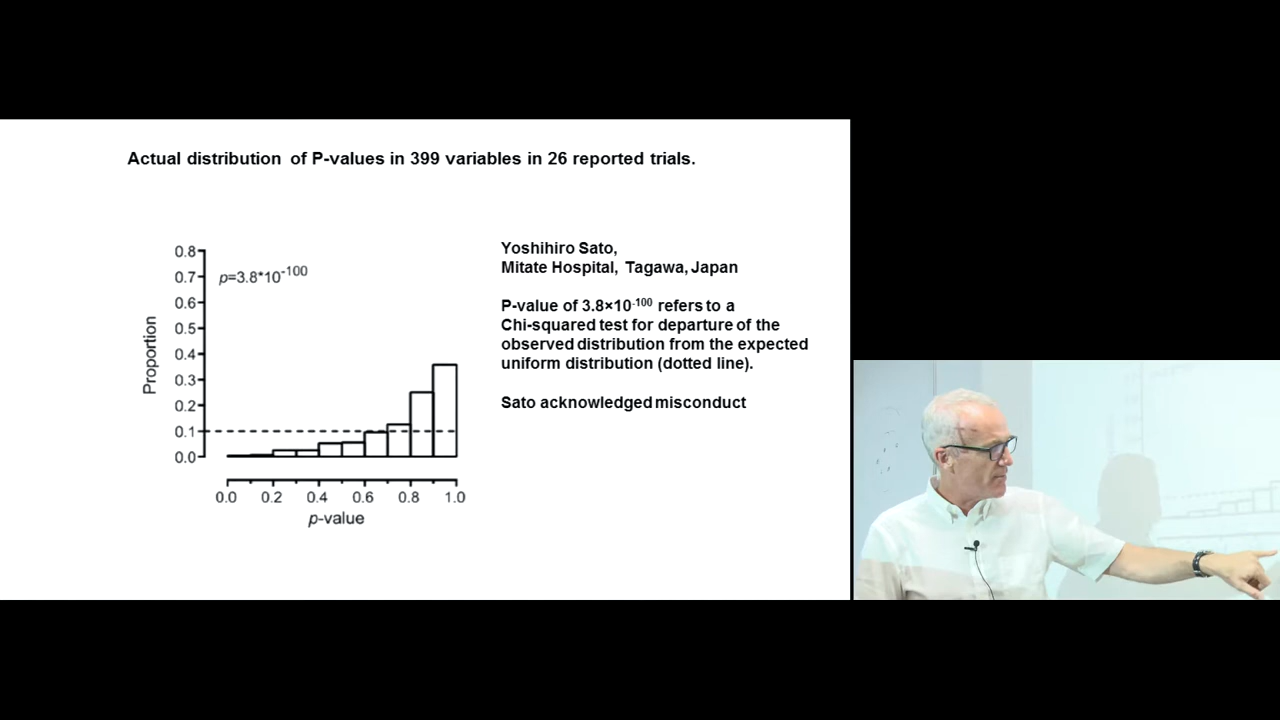 Actual distribution of P-values in 399 variables in 26 reported trials.
0.8
0.7
0.6
0.5
0.4
0.3
0.2
0.1
0.0
Proportion
p=3.8*10-100
0.0 0.2 0.4 0.6 0.8 1.0
p-value
Yoshihiro Sato,
Mitate Hospital, Tagawa, Japan
P-value of 3.8×10-100 refers to a
Chi-squared test for departure of the
observed distribution from the expected
uniform distribution (dotted line).
Sato acknowledged misconduct